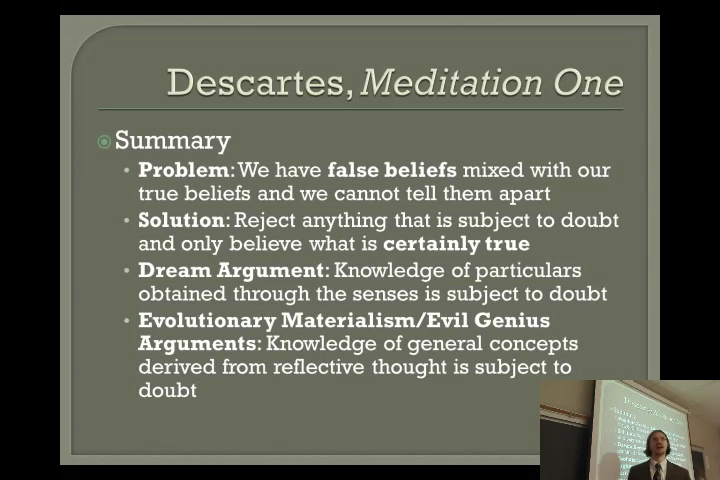 Descartes, Meditation One
Summary
• Problem: We have false beliefs mixed with our
true beliefs and we cannot tell them apart
• Solution: Reject anything that is subject to doubt
and only believe what is certainly true
• Dream Argument: Knowledge of particulars
obtained through the senses is subject to doubt
• Evolutionary Materialism/Evil Genius
Arguments: Knowledge of general concepts
derived from reflective thought is subject to
doubt